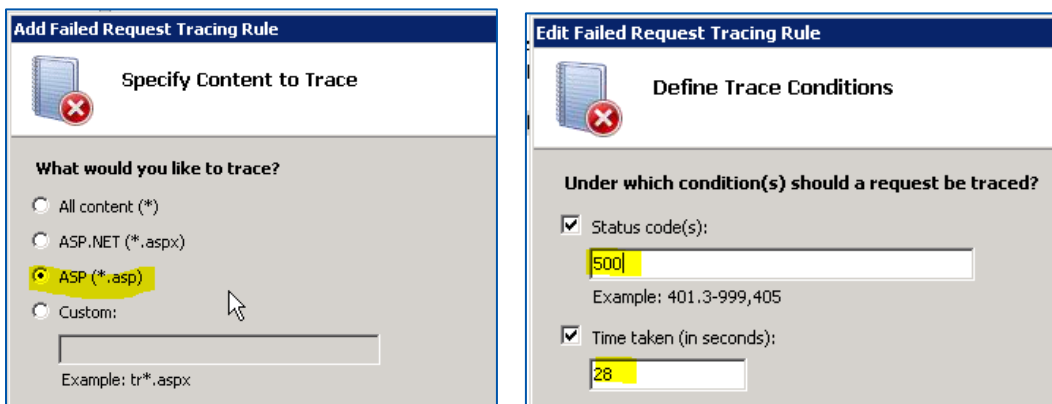 Add Failed Request Tracing Rule
Specify Content to Trace
What would you like to trace?
All content (*)
ASP.NET (*.aspx)
ASP (*.asp)
Custom:
Example: tr*.aspx
Edit Failed Request Tracing Rule
Define Trace Conditions
Under which condition(s) should a request be traced?
Status code(s):
500
Example: 401.3-999,405
Time taken (in seconds):
28